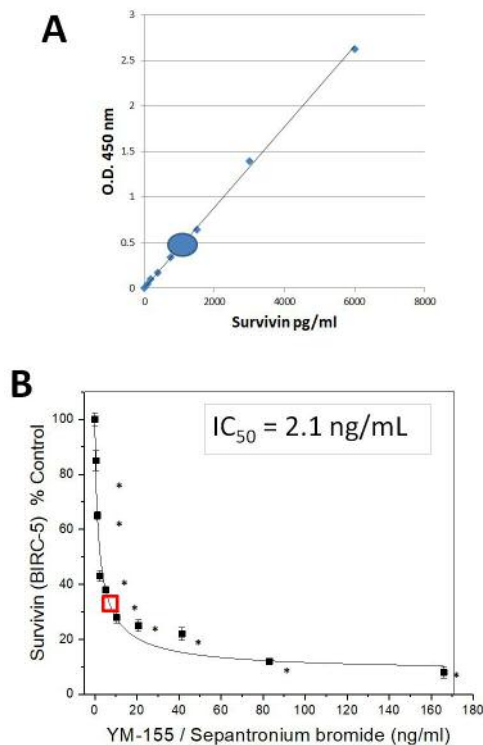 A
3
2.5
2
1.5
1
0.5
0
O.D. 450 nm
0 2000 4000 6000 8000
Survivin pg/ml
B
IC50 = 2.1 ng/mL
100
80
60
40
20
0
Survivin (BIRC-5) % Control
* * * * * * * *
0 20 40 60 80 100 120 140 160 180
YM-155 / Sepantronium bromide (ng/ml)